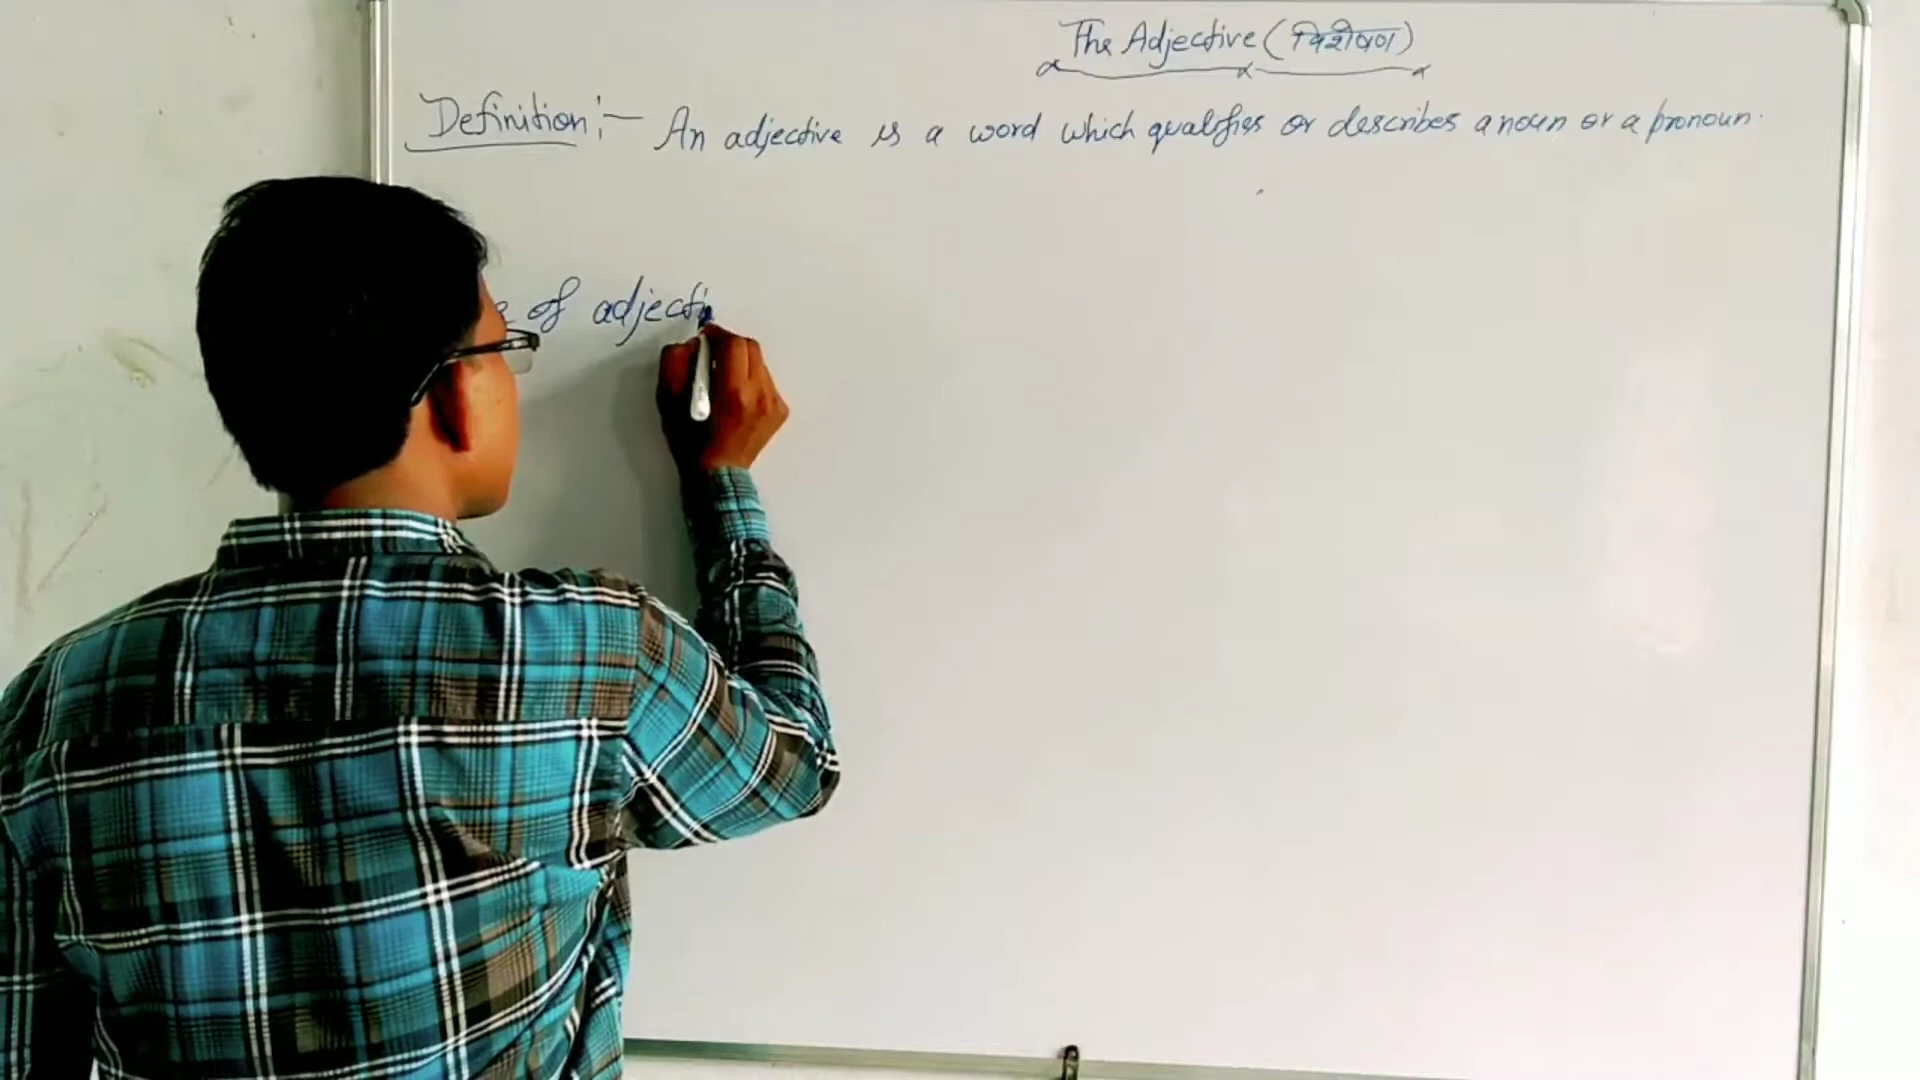 The Adjective (विशेषण)
Definition:— An adjective is a word which qualifies or describes a noun or a pronoun.
of adjecti